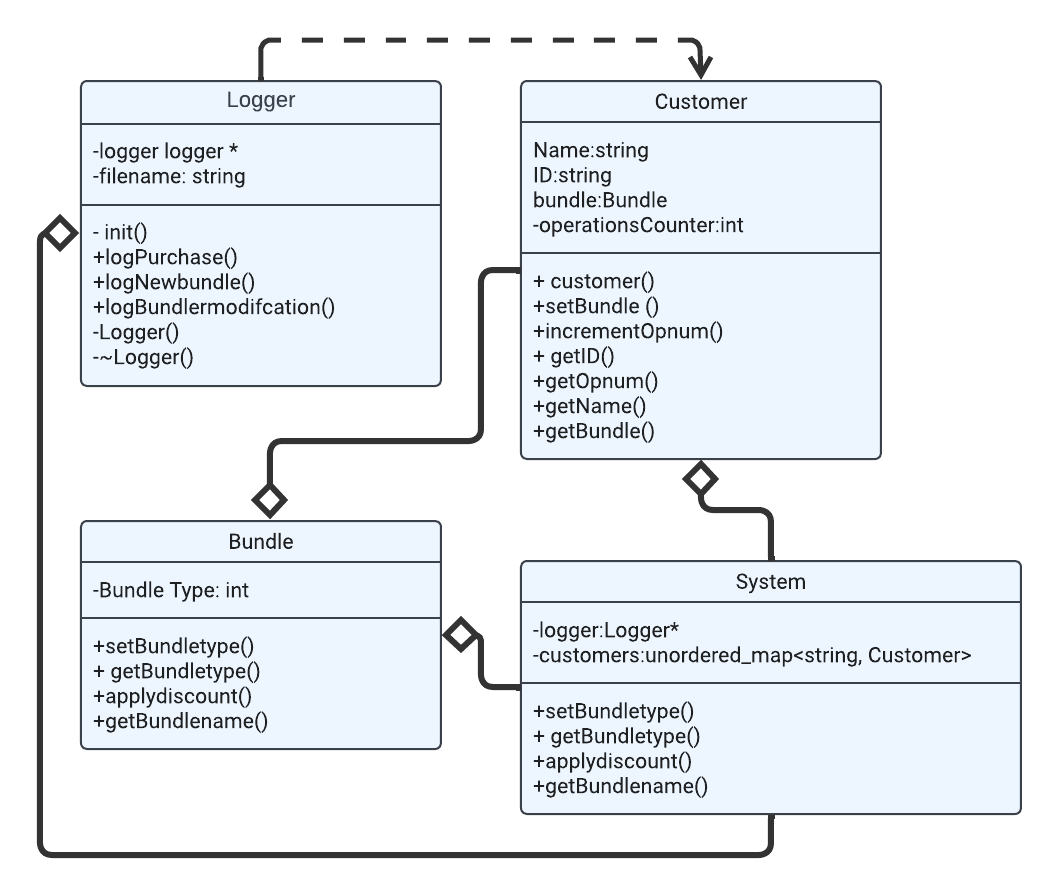 Logger
-logger logger *
-filename: string
- init()
+logPurchase()
+logNewbundle()
+logBundlermodifcation()
-Logger()
-~Logger()
Customer
Name:string
ID:string
bundle:Bundle
-operationsCounter:int
+ customer()
+setBundle ()
+incrementOpnum()
+ getID()
+getOpnum()
+getName()
+getBundle()
Bundle
-Bundle Type: int
+setBundletype()
+ getBundletype()
+applydiscount()
+getBundlename()
System
-logger:Logger*
-customers:unordered_map<string, Customer>
+setBundletype()
+ getBundletype()
+applydiscount()
+getBundlename()